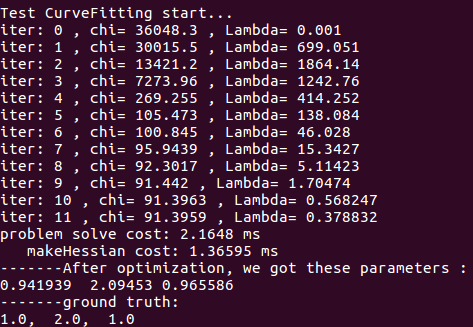 Test CurveFitting start...
iter: 0 , chi= 36048.3 , Lambda= 0.001
iter: 1 , chi= 30015.5 , Lambda= 699.051
iter: 2 , chi= 13421.2 , Lambda= 1864.14
iter: 3 , chi= 7273.96 , Lambda= 1242.76
iter: 4 , chi= 269.255 , Lambda= 414.252
iter: 5 , chi= 105.473 , Lambda= 138.084
iter: 6 , chi= 100.845 , Lambda= 46.028
iter: 7 , chi= 95.9439 , Lambda= 15.3427
iter: 8 , chi= 92.3017 , Lambda= 5.11423
iter: 9 , chi= 91.442 , Lambda= 1.70474
iter: 10 , chi= 91.3963 , Lambda= 0.568247
iter: 11 , chi= 91.3959 , Lambda= 0.378832
problem solve cost: 2.1648 ms
   makeHessian cost: 1.36595 ms
-------After optimization, we got these parameters :
0.941939  2.09453 0.965586
-------ground truth:
1.0,  2.0,  1.0